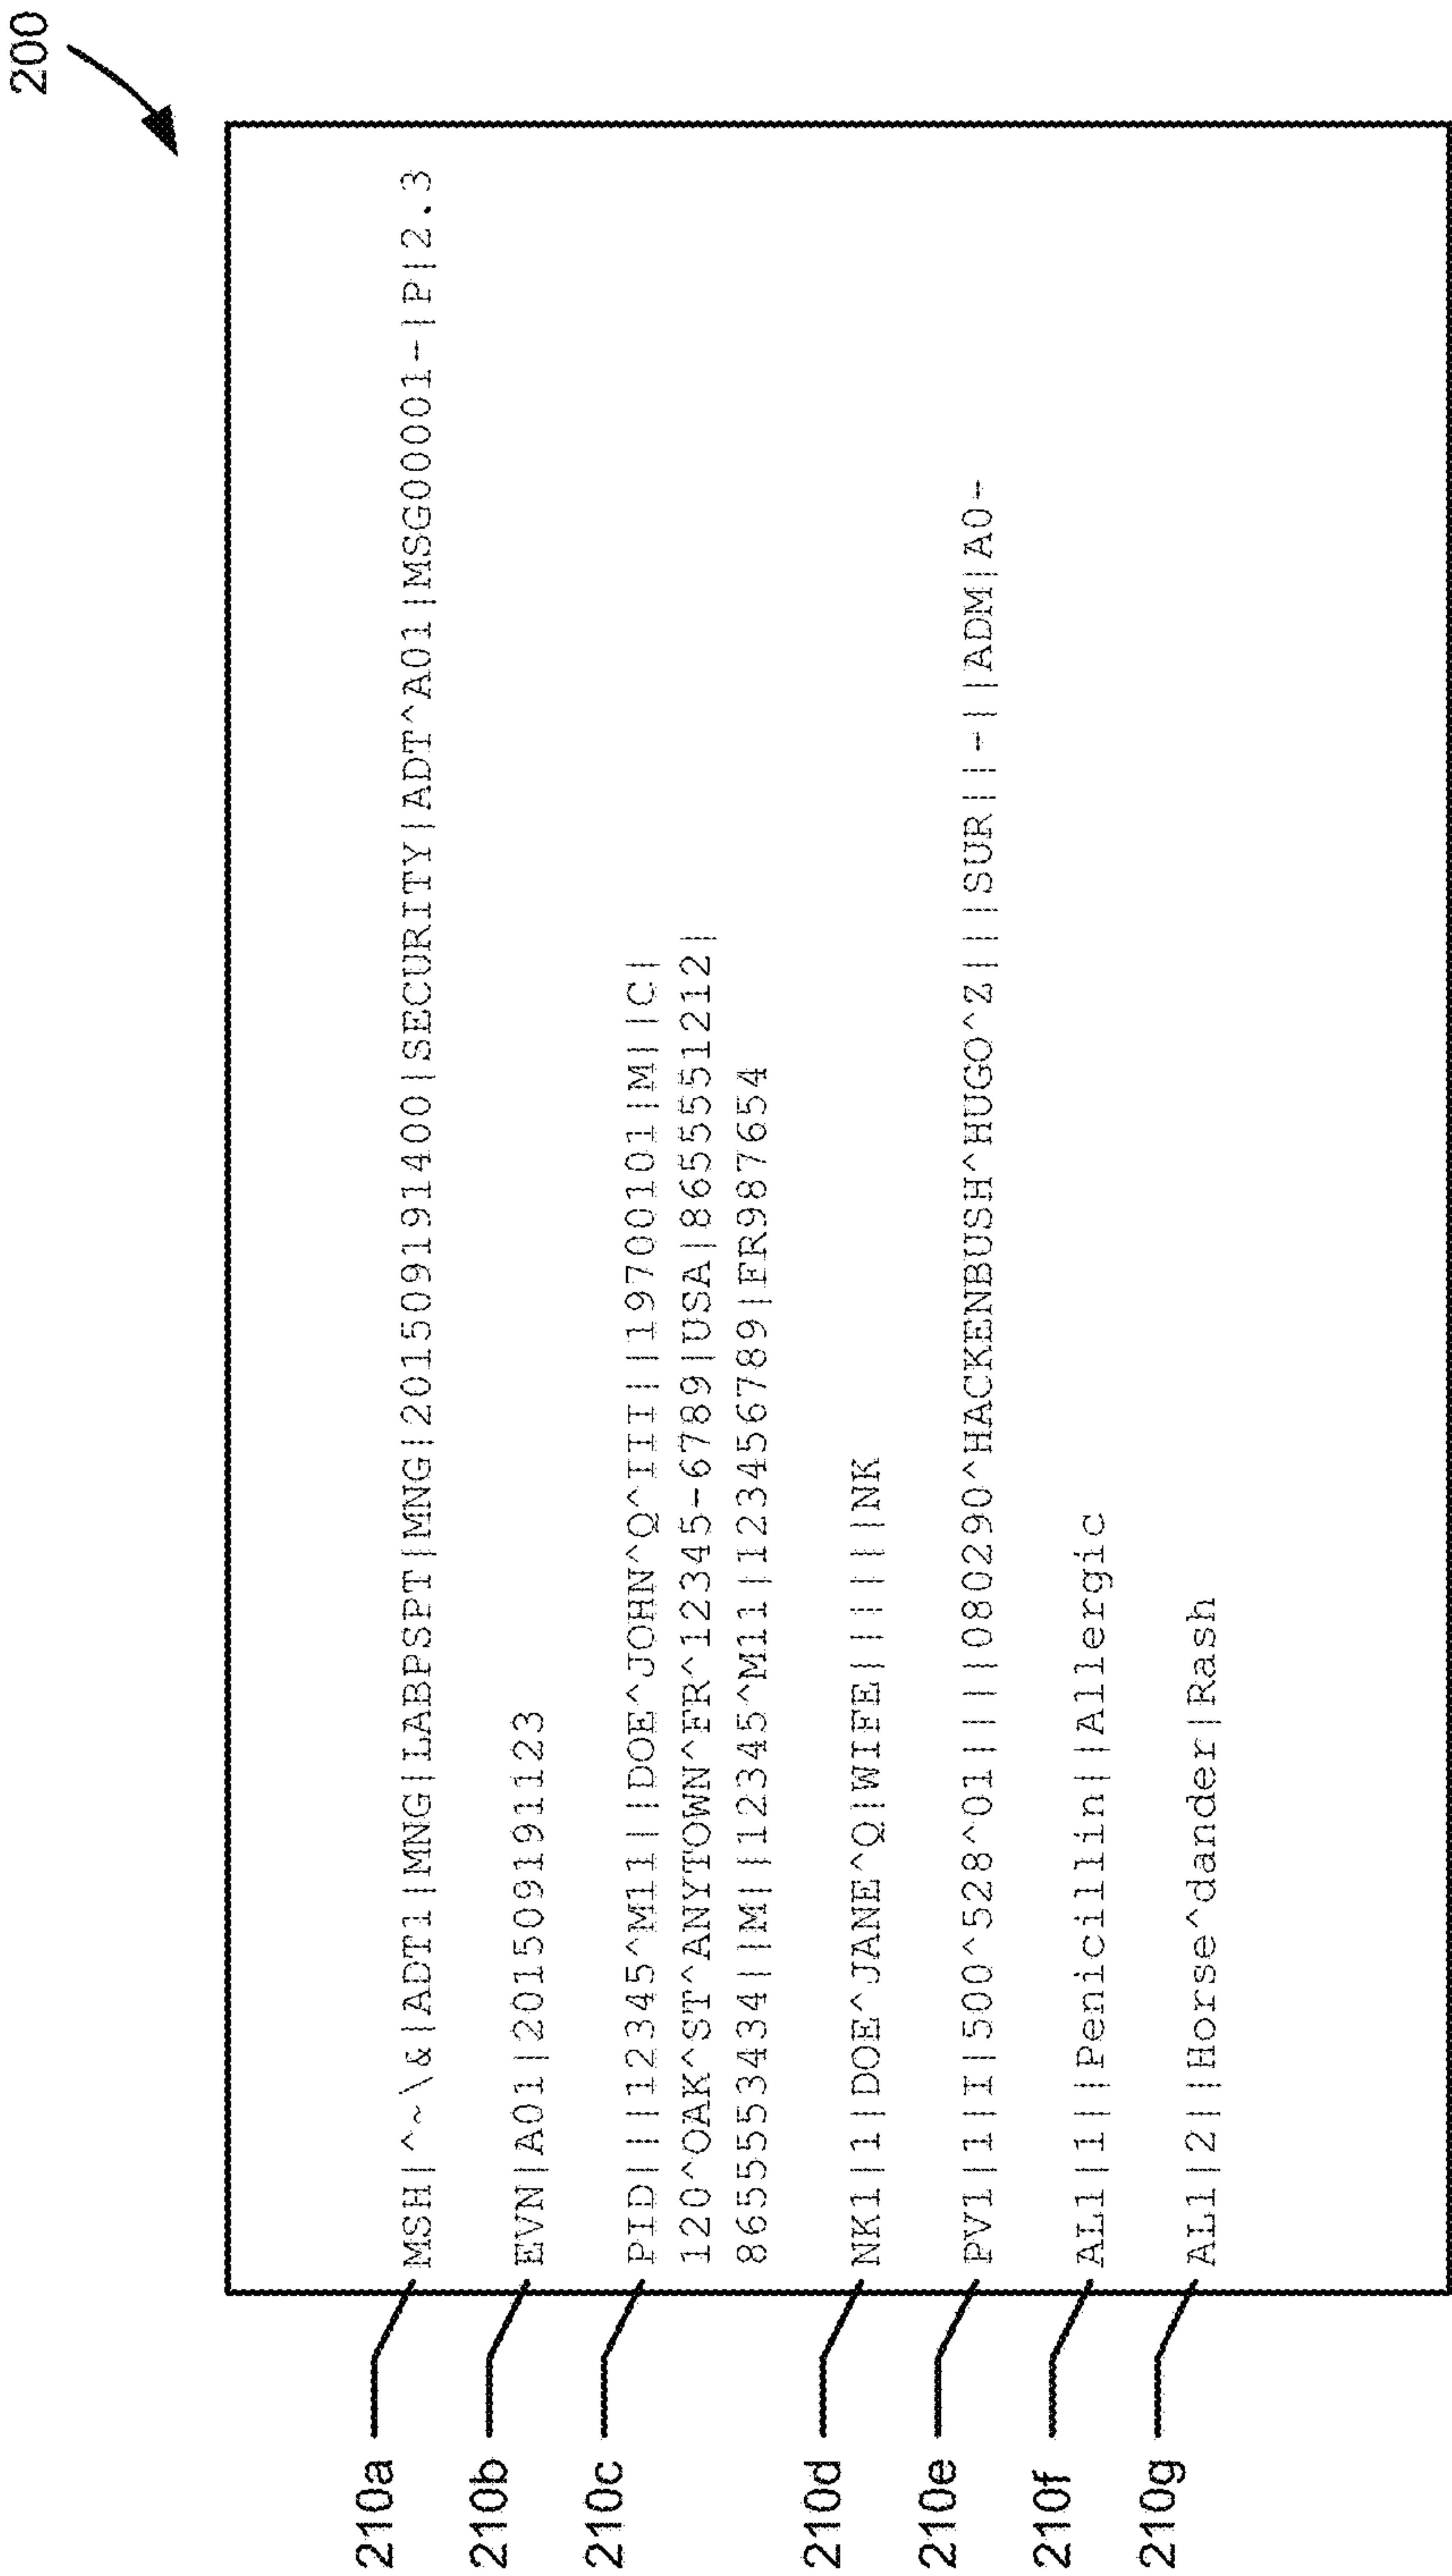 200
210a MSH|^~\&|ADT1|MNG|LABPSPT|MNG|201509191400|SECURITY|ADT^A01|MSG00001-|P|2.3
210b EVN|A01|201509191123
210c PID|||12345^M11||DOE^JOHN^Q^III||19700101|M||C|
120^OAK^ST^ANYTOWN^FR^12345-6789|USA|8655551212|
8655553434||M||12345^M11||123456789|FR987654
210d NK1|1|DOE^JANE^Q|WIFE||||||NK
210e PV1|1|I|500^528^01||||080290^HACKENBUSH^HUGO^Z|||SUR||-||ADM|A0-
210f AL1|1||Penicillin||Allergic
210g AL1|2||Horse^dander|Rash